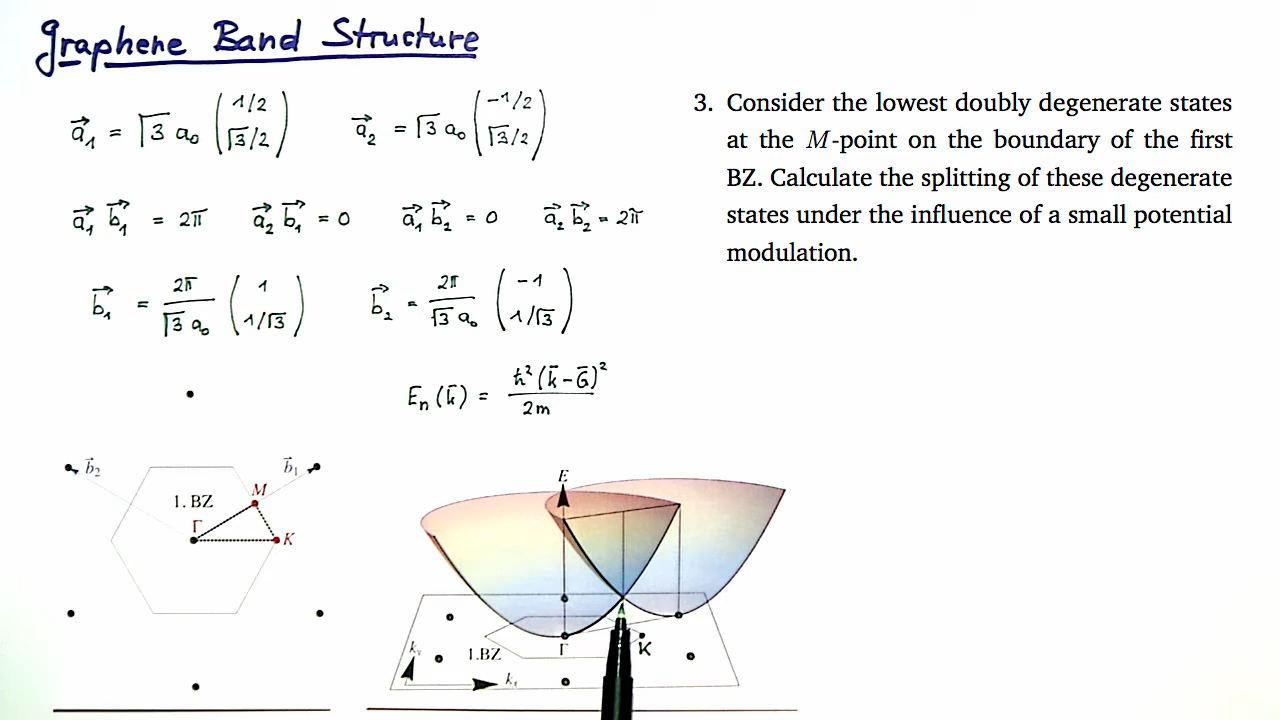 Graphene Band Structure
a⃗₁ = √3 a₀ (1/2 √3/2) a⃗₂ = √3 a₀ (-1/2 √3/2)
a⃗₁ b⃗₁ = 2π a⃗₂ b⃗₁ = 0 a⃗₁ b⃗₂ = 0 a⃗₂ b⃗₂ = 2π
b⃗₁ = 2π/(√3 a₀) (1 1/√3) b⃗₂ = 2π/(√3 a₀) (-1 1/√3)
Eₙ(k̄) = ħ²(k̄-Ḡ)²/2m
3. Consider the lowest doubly degenerate states
at the M-point on the boundary of the first
BZ. Calculate the splitting of these degenerate
states under the influence of a small potential
modulation.
b⃗₂
b⃗₁
M
1. BZ
Γ
K
E
K
Γ
1.BZ
kᵧ
kₓ